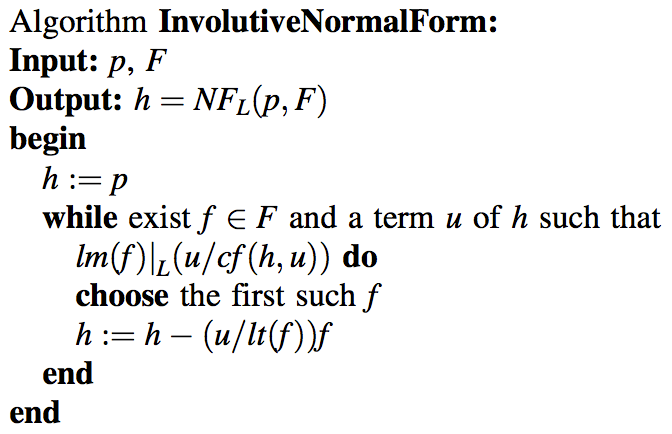 Algorithm InvolutiveNormalForm:
Input: p, F
Output: h = NF_L(p, F)
begin
h := p
while exist f ∈ F and a term u of h such that
lm(f)|_L(u/cf(h, u)) do
choose the first such f
h := h − (u/lt(f))f
end
end